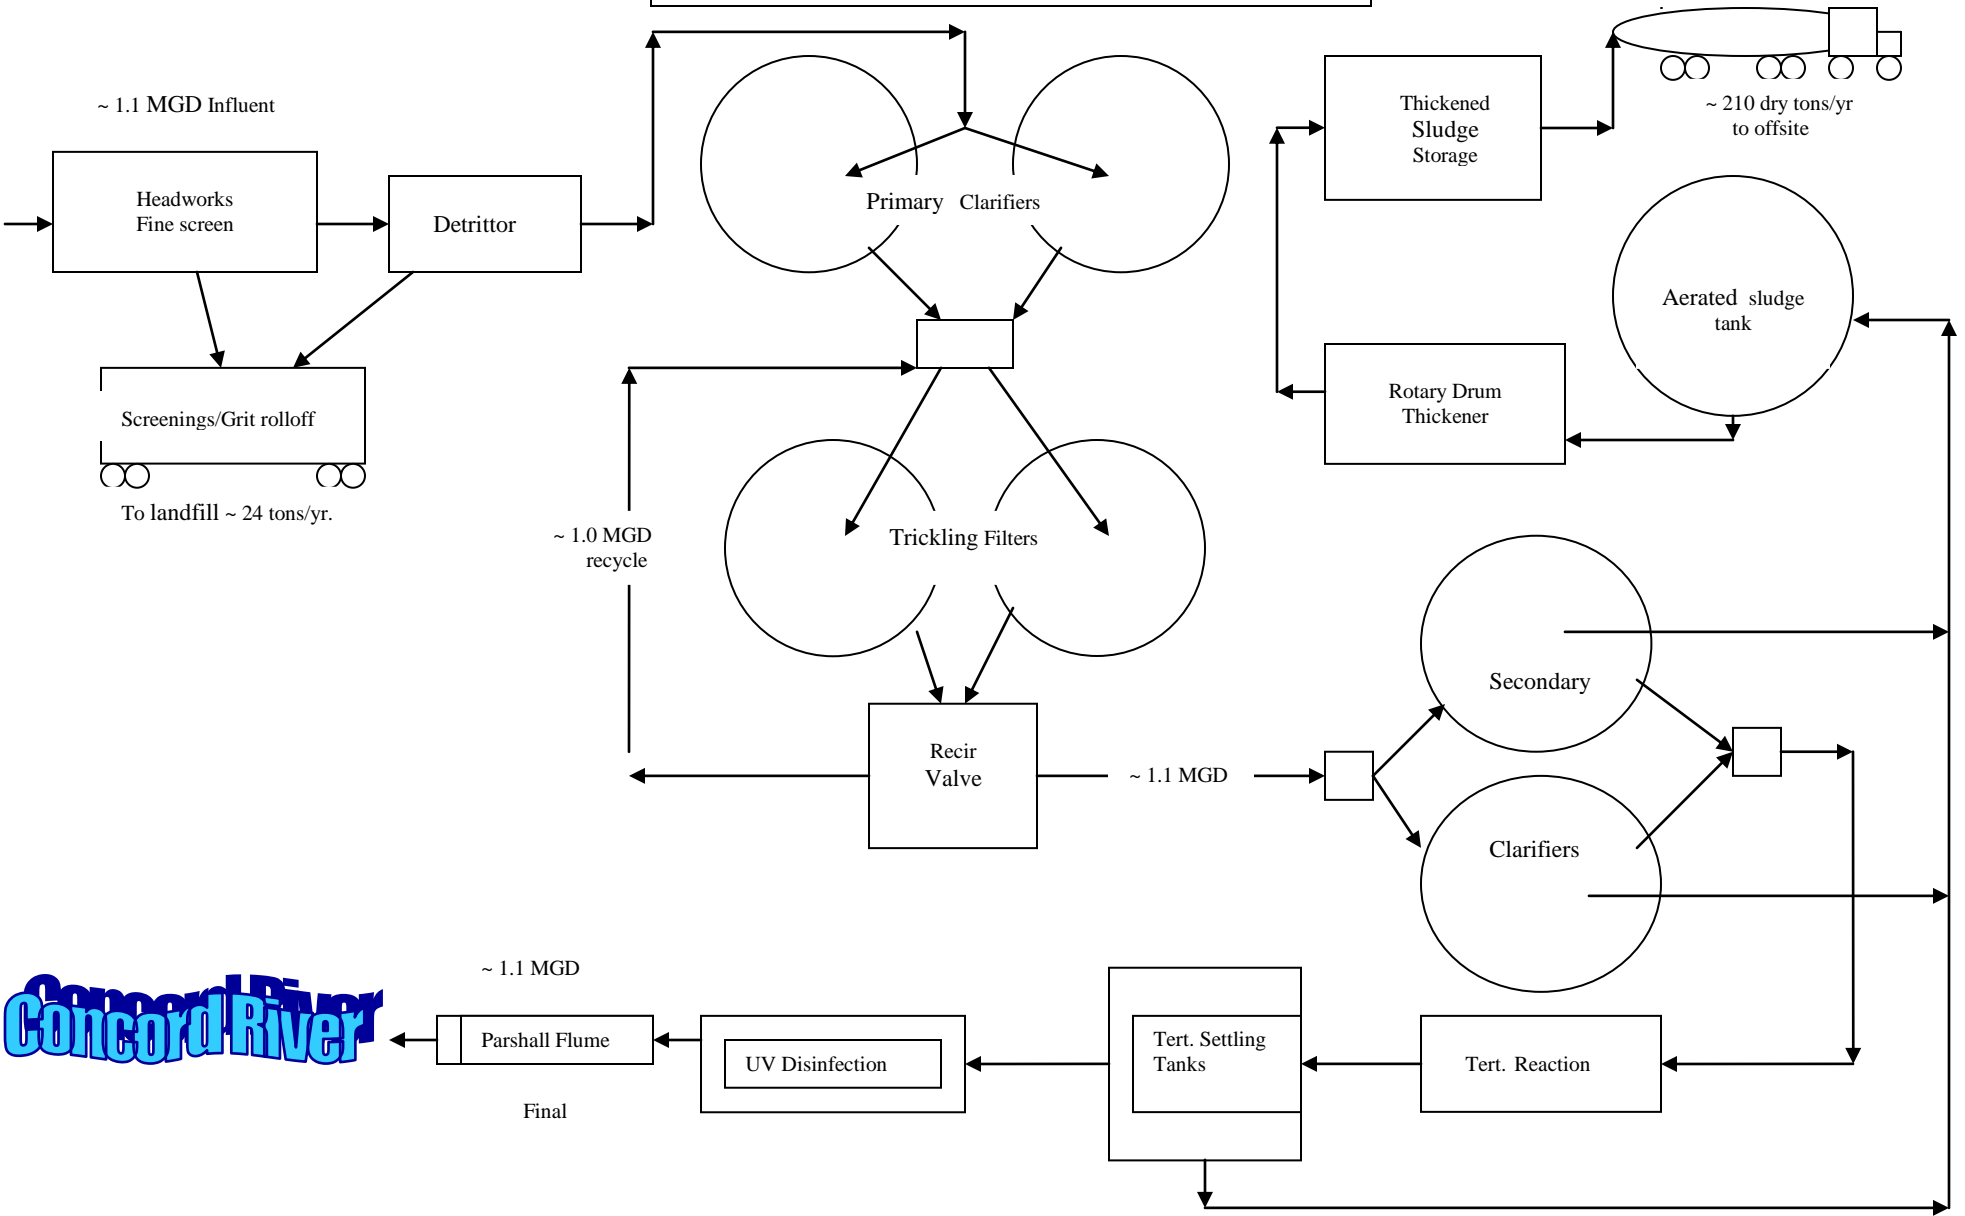 ~ 1.1 MGD Influent
Headworks
Fine screen
Detrittor
Screenings/Grit rolloff
To landfill ~ 24 tons/yr.
Primary Clarifiers
~ 1.0 MGD
recycle
Trickling Filters
Recir
Valve
~ 1.1 MGD
Thickened
Sludge
Storage
~ 210 dry tons/yr
to offsite
Aerated sludge
tank
Rotary Drum
Thickener
Secondary
Clarifiers
Tert. Reaction
Tert. Settling
Tanks
UV Disinfection
~ 1.1 MGD
Parshall Flume
Final
Concord River